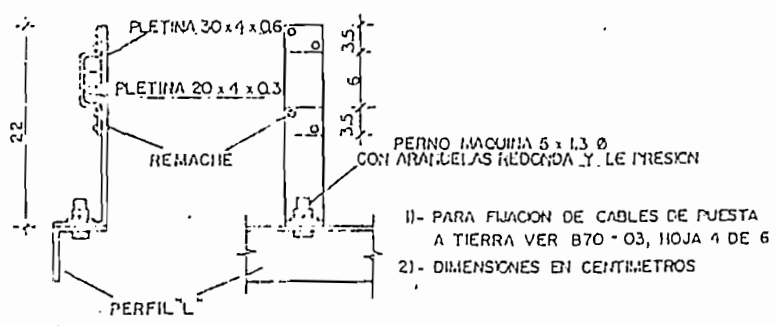 PLETINA 30 x 4 x 0.6
PLETINA 20 x 4 x 0.3
REMACHE
22
3.5
6
3.5
PERNO MAQUINA 5 x 1.3 Ø
CON ARANDELAS REDONDA Y DE PRESION
1)- PARA FIJACION DE CABLES DE PUESTA
A TIERRA VER B70 - 03, HOJA 4 DE 6
2)- DIMENSIONES EN CENTIMETROS
PERFIL "L"